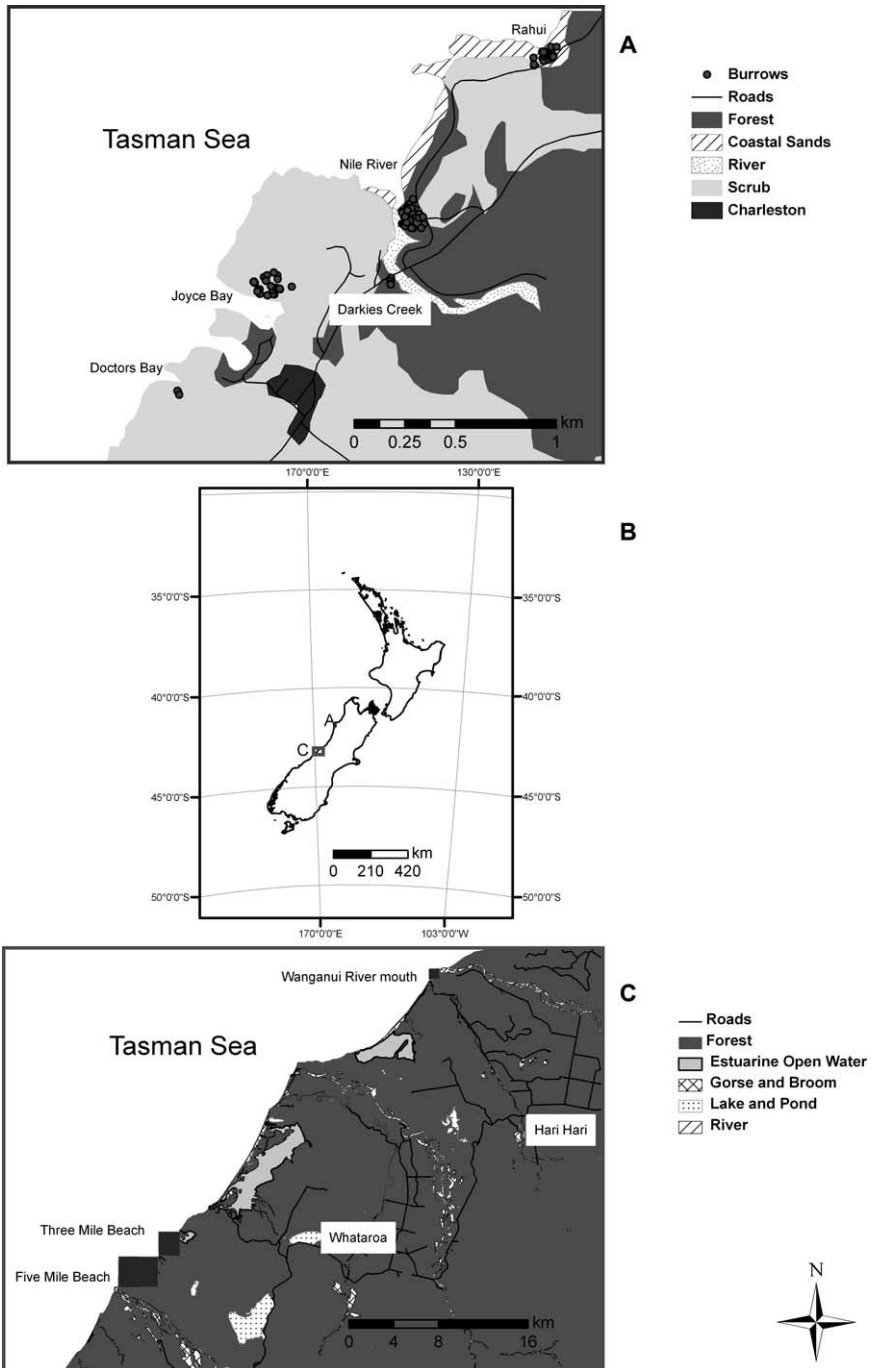 Rahui
A
Tasman Sea
Nile River
Joyce Bay
Darkies Creek
Doctors Bay
km
0 0.25 0.5 1
Burrows
Roads
Forest
Coastal Sands
River
Scrub
Charleston
170°0'0"E 130°0'0"E
B
35°0'0"S 35°0'0"S
40°0'0"S 40°0'0"S
A
C
45°0'0"S 45°0'0"S
km
0 210 420
50°0'0"S 50°0'0"S
170°0'0"E 103°0'0"W
Wanganui River mouth
C
Tasman Sea
Hari Hari
Three Mile Beach
Whataroa
Five Mile Beach
km
0 4 8 16
Roads
Forest
Estuarine Open Water
Gorse and Broom
Lake and Pond
River
N